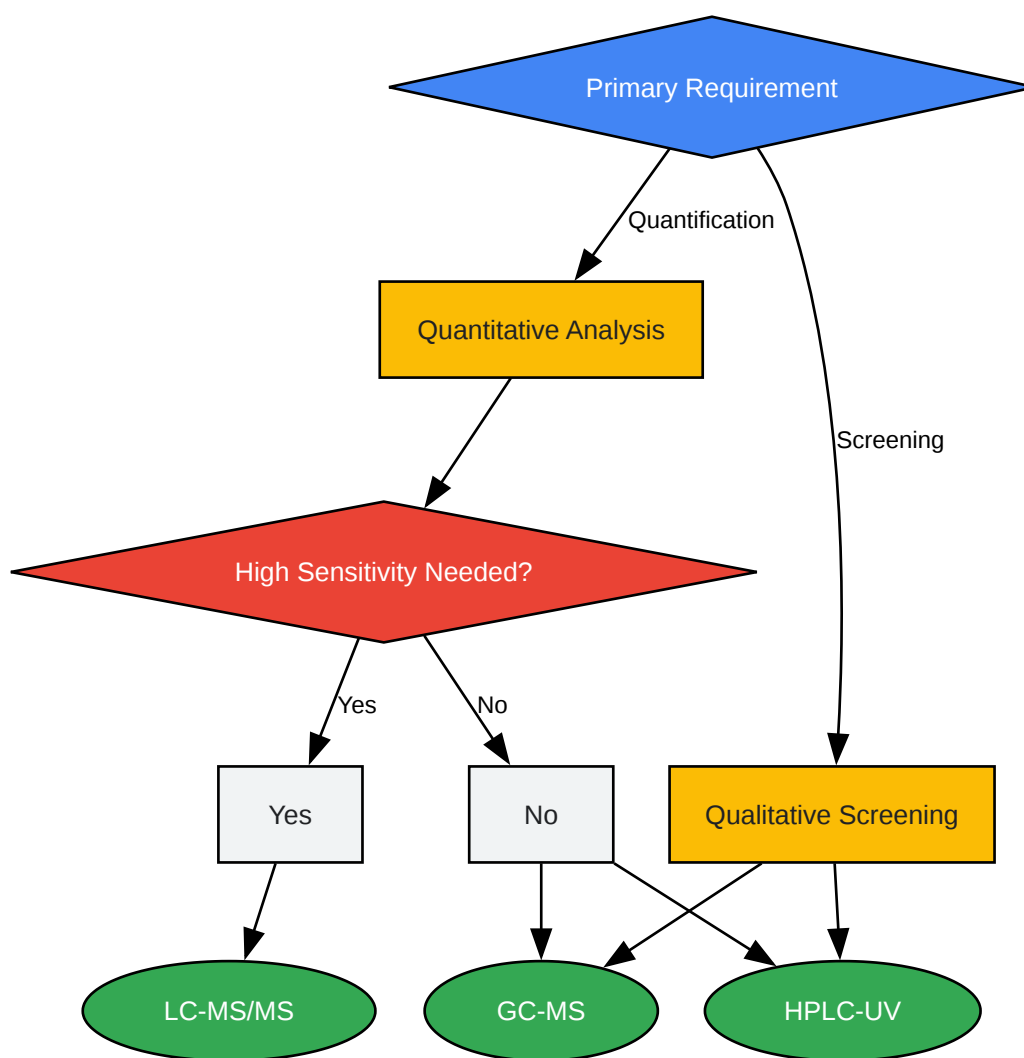 Primary Requirement
Quantification
Quantitative Analysis
Screening
High Sensitivity Needed?
Yes
No
Yes
No
Qualitative Screening
LC-MS/MS
GC-MS
HPLC-UV